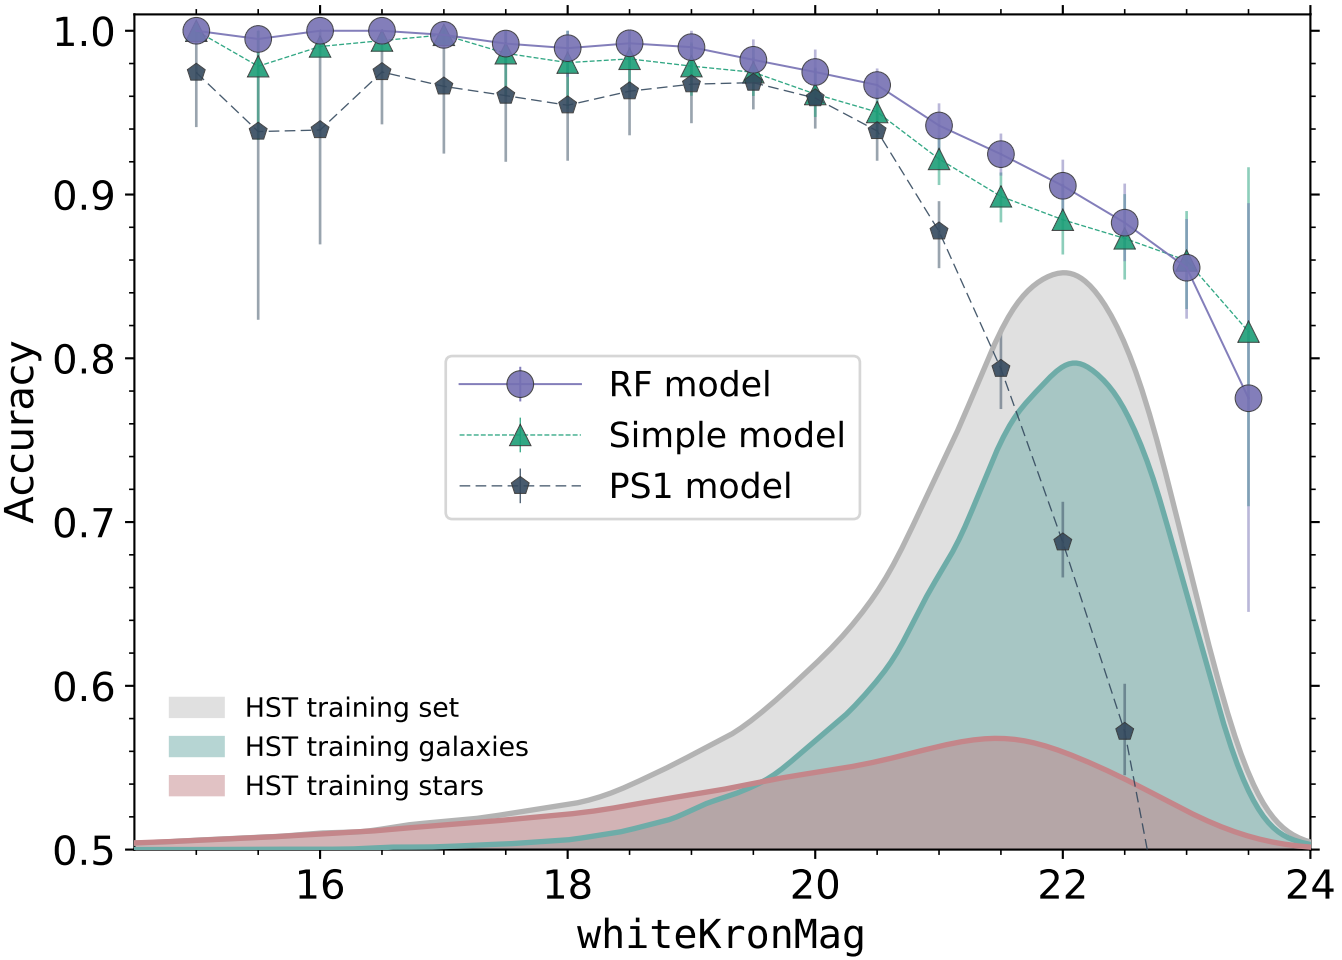 1.0
0.9
0.8
0.7
0.6
0.5
Accuracy
RF model
Simple model
PS1 model
HST training set
HST training galaxies
HST training stars
16 18 20 22 24
whiteKronMag